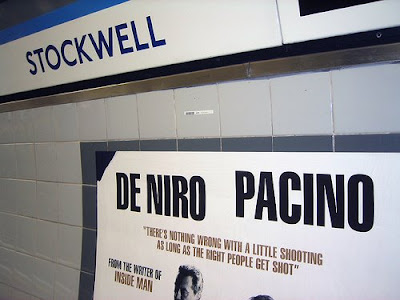 STOCKWELL
DE NIRO PACINO
"THERE'S NOTHING WRONG WITH A LITTLE SHOOTING
AS LONG AS THE RIGHT PEOPLE GET SHOT"
FROM THE WRITER OF
INSIDE MAN